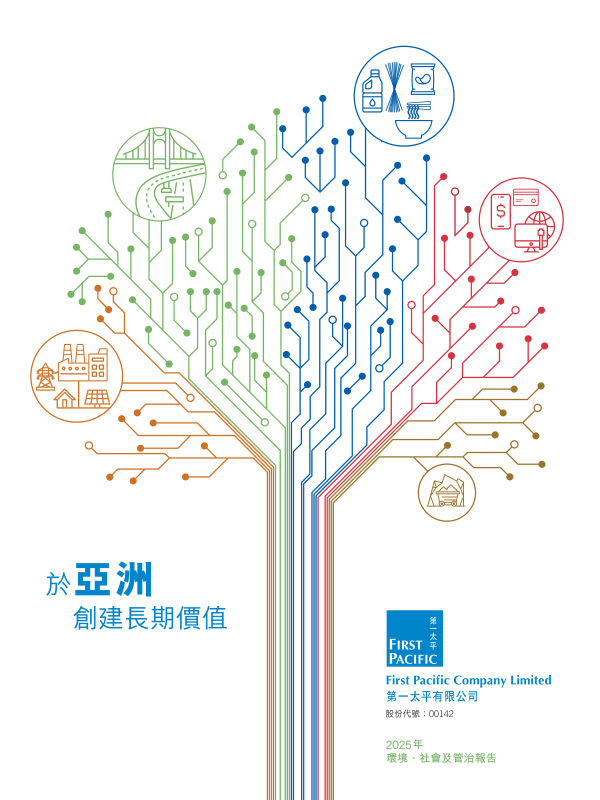 於亞洲
創建長期價值
第一太平
FIRST
PACIFIC
First Pacific Company Limited
第一太平有限公司
股份代號：00142
2025年
環境、社會及管治報告